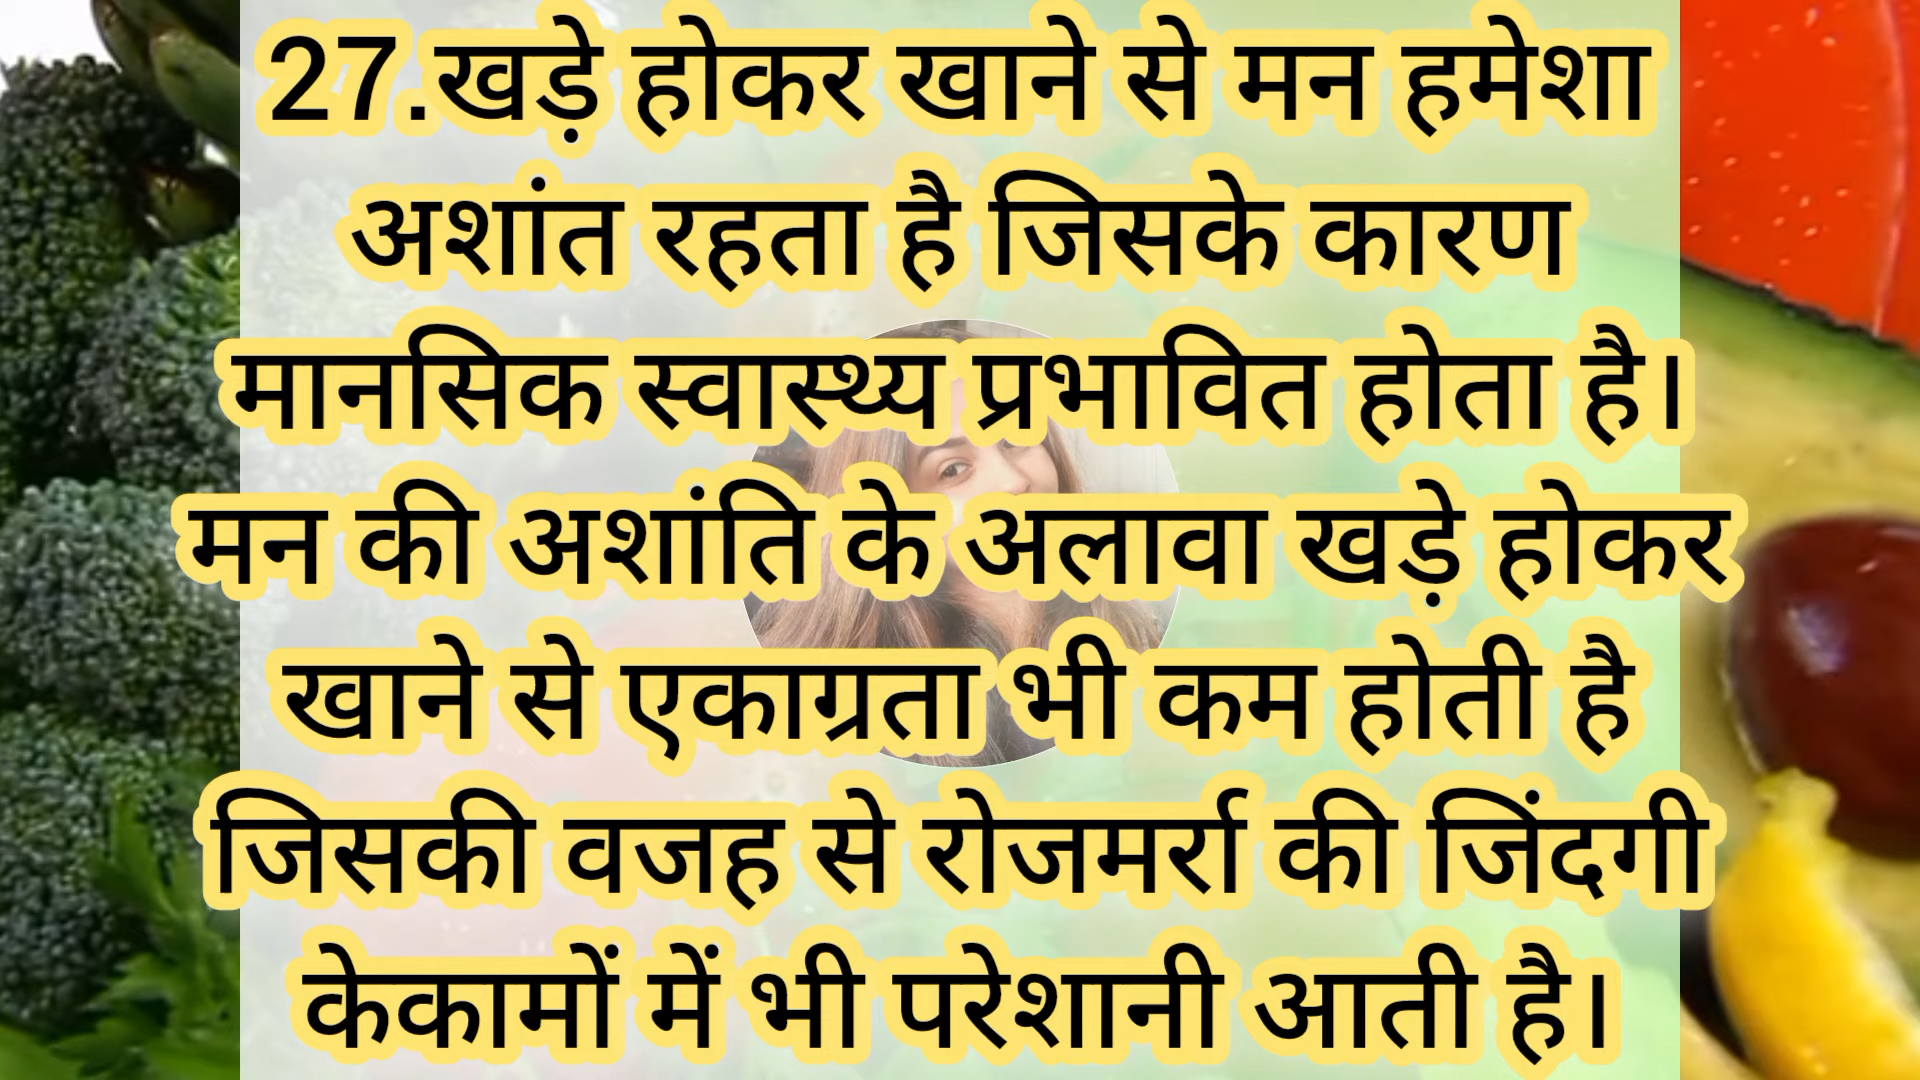 27.खड़े होकर खाने से मन हमेशा
अशांत रहता है जिसके कारण
मानसिक स्वास्थ्य प्रभावित होता है।
मन की अशांति के अलावा खड़े होकर
खाने से एकाग्रता भी कम होती है
जिसकी वजह से रोजमर्रा की जिंदगी
केकामों में भी परेशानी आती है।